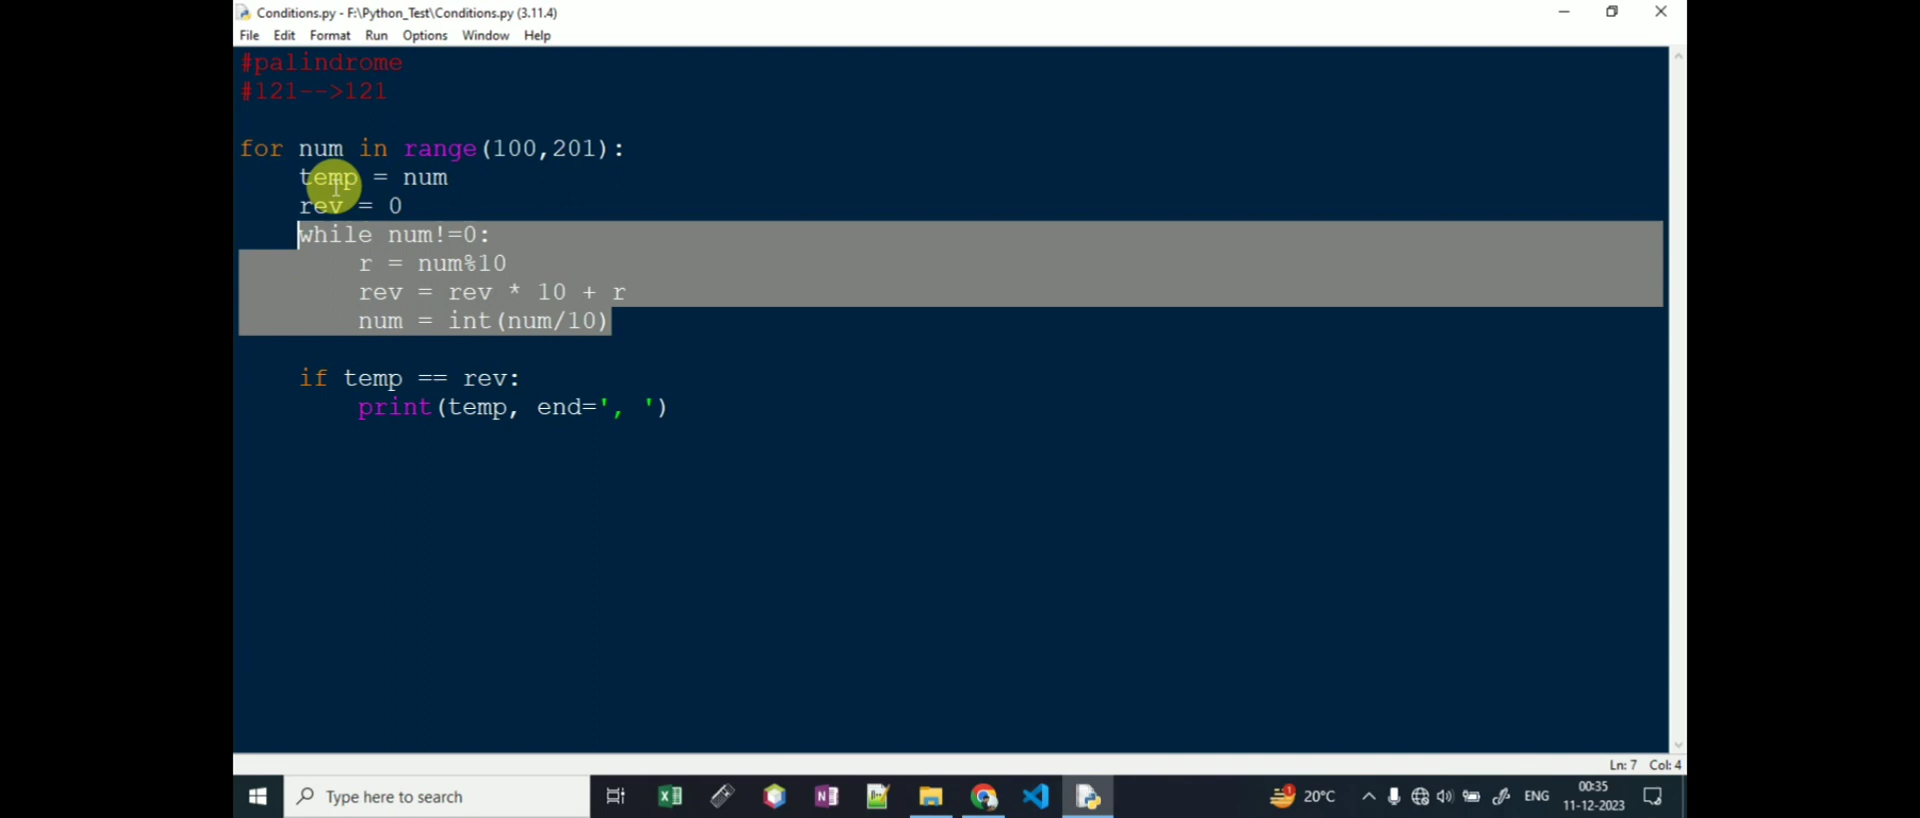 Conditions.py - F:\Python_Test\Conditions.py (3.11.4)
File Edit Format Run Options Window Help
#palindrome
#121-->121
for num in range(100,201):
    temp = num
    rev = 0
    while num!=0:
        r = num%10
        rev = rev * 10 + r
        num = int(num/10)
    if temp == rev:
        print(temp, end=', ')
Ln: 7 Col: 4
Type here to search
20°C
ENG
00:35
11-12-2023